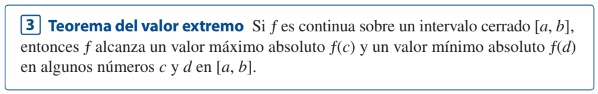 3 Teorema del valor extremo Si f es continua sobre un intervalo cerrado [a, b],
entonces f alcanza un valor máximo absoluto f(c) y un valor mínimo absoluto f(d)
en algunos números c y d en [a, b].